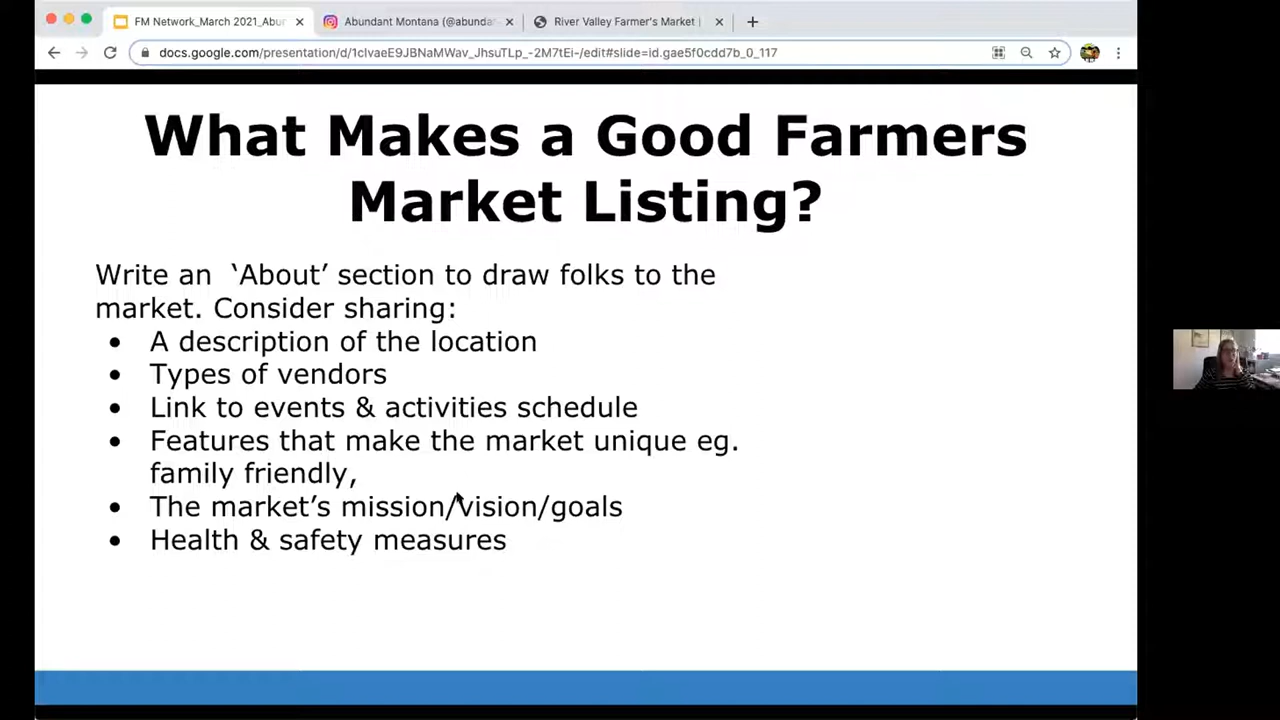 FM Network_March 2021_Abun
Abundant Montana (@abundan
River Valley Farmer's Market |
docs.google.com/presentation/d/1cIvaeE9JBNaMWav_JhsuTLp_-2M7tEi-/edit#slide=id.gae5f0cdd7b_0_117
What Makes a Good Farmers
Market Listing?
Write an ‘About’ section to draw folks to the
market. Consider sharing:
• A description of the location
• Types of vendors
• Link to events & activities schedule
• Features that make the market unique eg.
family friendly,
• The market’s mission/vision/goals
• Health & safety measures